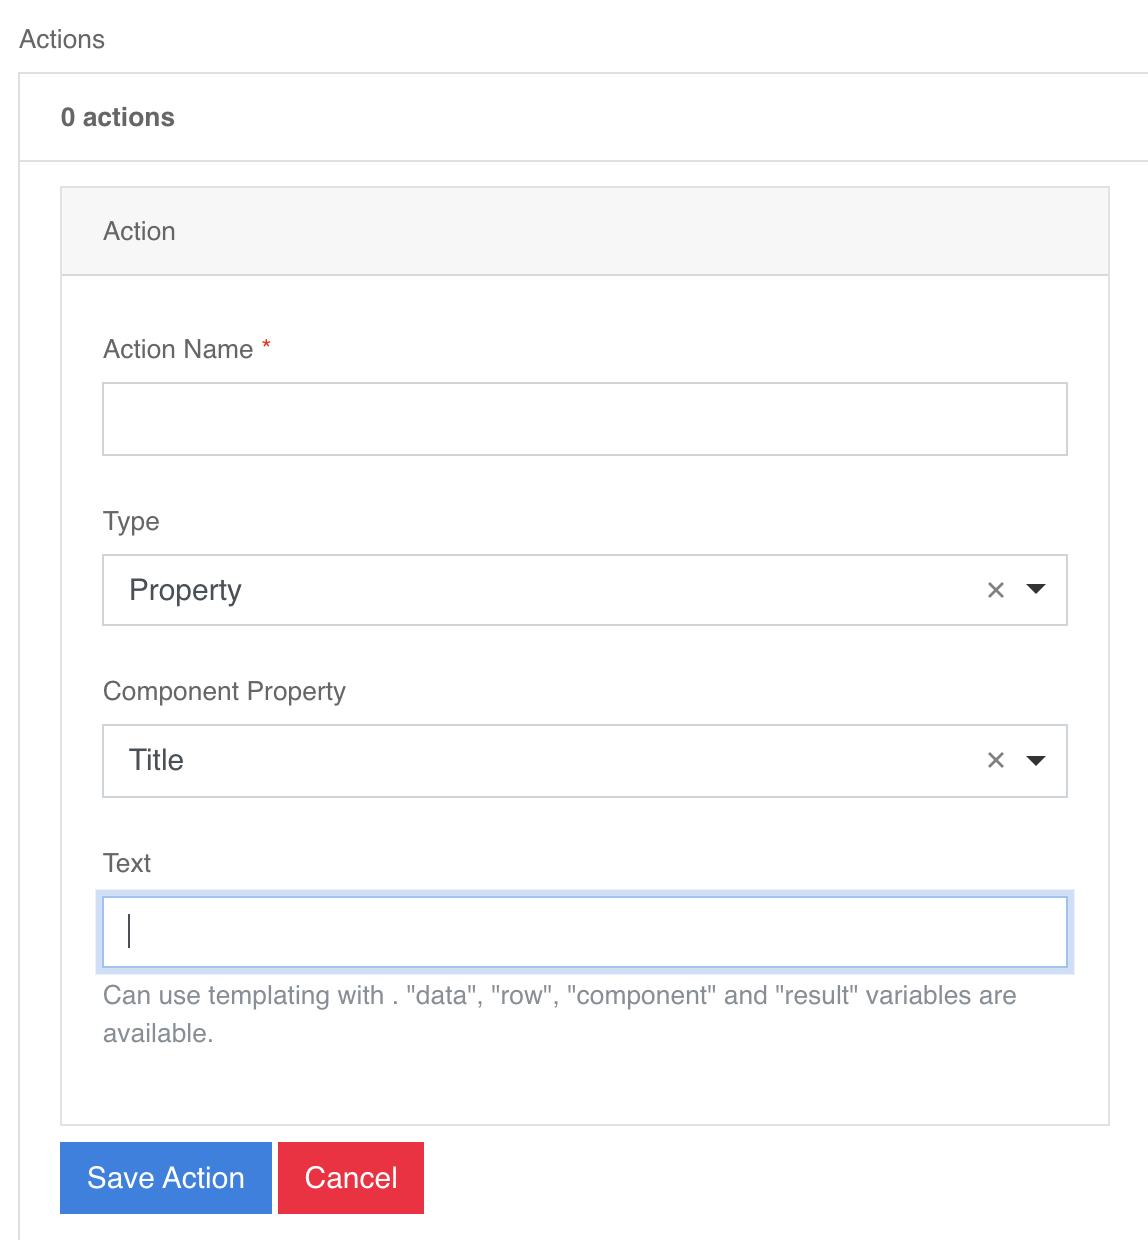 Actions
0 actions
Action
Action Name *
Type
Property
Component Property
Title
Text
Can use templating with . "data", "row", "component" and "result" variables are
available.
Save Action
Cancel